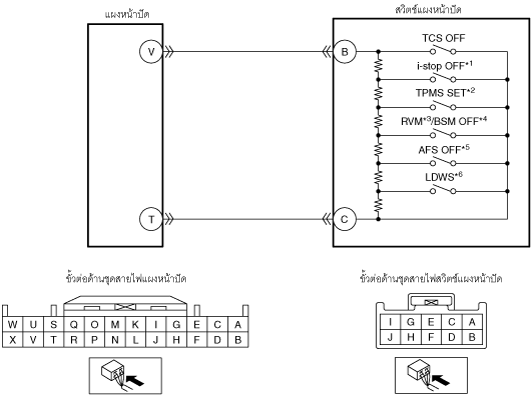 แผงหน้าปัด
สวิตช์แผงหน้าปัด
TCS OFF
V
B
i-stop OFF*1
TPMS SET*2
RVM*3/BSM OFF*4
AFS OFF*5
LDWS*6
T
C
ขั้วต่อด้านชุดสายไฟแผงหน้าปัด
ขั้วต่อด้านชุดสายไฟสวิตช์แผงหน้าปัด
W U S Q O M K I G E C A
X V T R P N L J H F D B
I G E C A
J H F D B